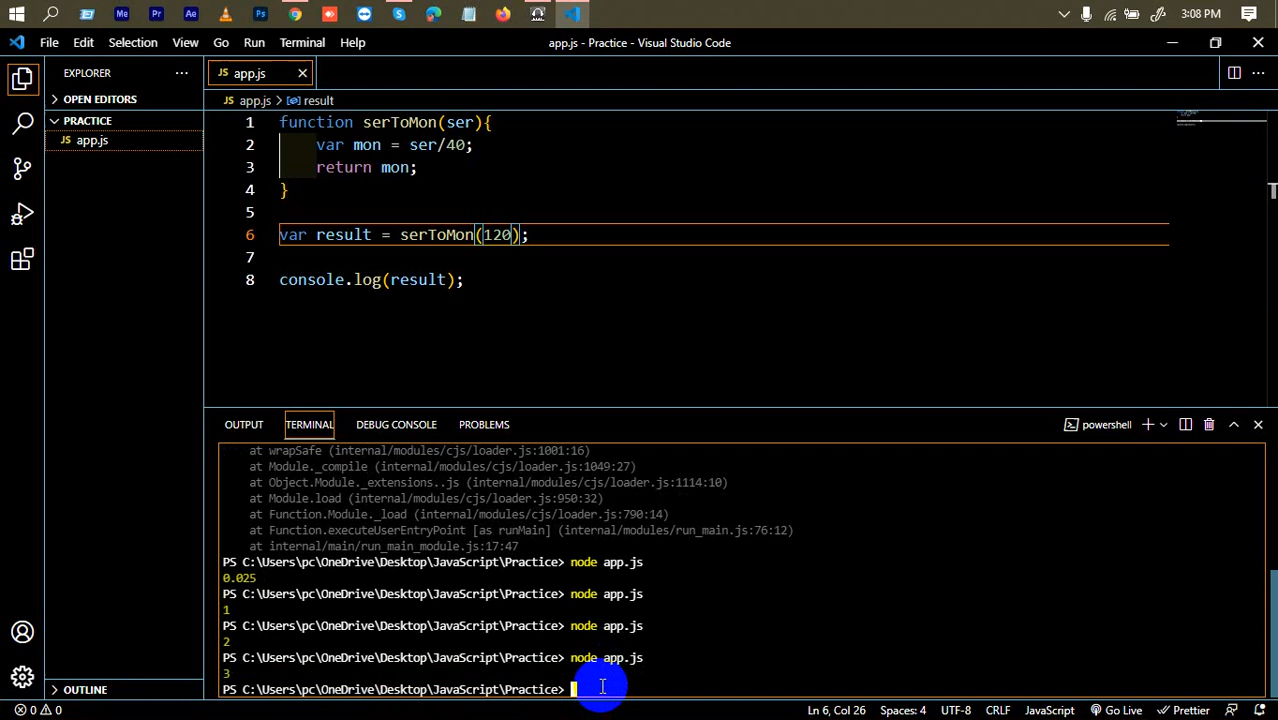 Me Pr Ps Ae 3:08 PM
File Edit Selection View Go Run Terminal Help app.js - Practice - Visual Studio Code
EXPLORER ··· JS app.js
OPEN EDITORS JS app.js > result
PRACTICE
JS app.js
1 function serToMon(ser){
2 var mon = ser/40;
3 return mon;
4 }
5
6 var result = serToMon(120);
7
8 console.log(result);
OUTPUT TERMINAL DEBUG CONSOLE PROBLEMS powershell
at wrapSafe (internal/modules/cjs/loader.js:1001:16)
at Module._compile (internal/modules/cjs/loader.js:1049:27)
at Object.Module._extensions..js (internal/modules/cjs/loader.js:1114:10)
at Module.load (internal/modules/cjs/loader.js:950:32)
at Function.Module._load (internal/modules/cjs/loader.js:790:14)
at Function.executeUserEntryPoint [as runMain] (internal/modules/run_main.js:76:12)
at internal/main/run_main_module.js:17:47
PS C:\Users\pc\OneDrive\Desktop\JavaScript\Practice> node app.js
0.025
PS C:\Users\pc\OneDrive\Desktop\JavaScript\Practice> node app.js
1
PS C:\Users\pc\OneDrive\Desktop\JavaScript\Practice> node app.js
2
PS C:\Users\pc\OneDrive\Desktop\JavaScript\Practice> node app.js
3
PS C:\Users\pc\OneDrive\Desktop\JavaScript\Practice>
OUTLINE
0 0 Ln 6, Col 26 Spaces: 4 UTF-8 CRLF JavaScript Go Live Prettier